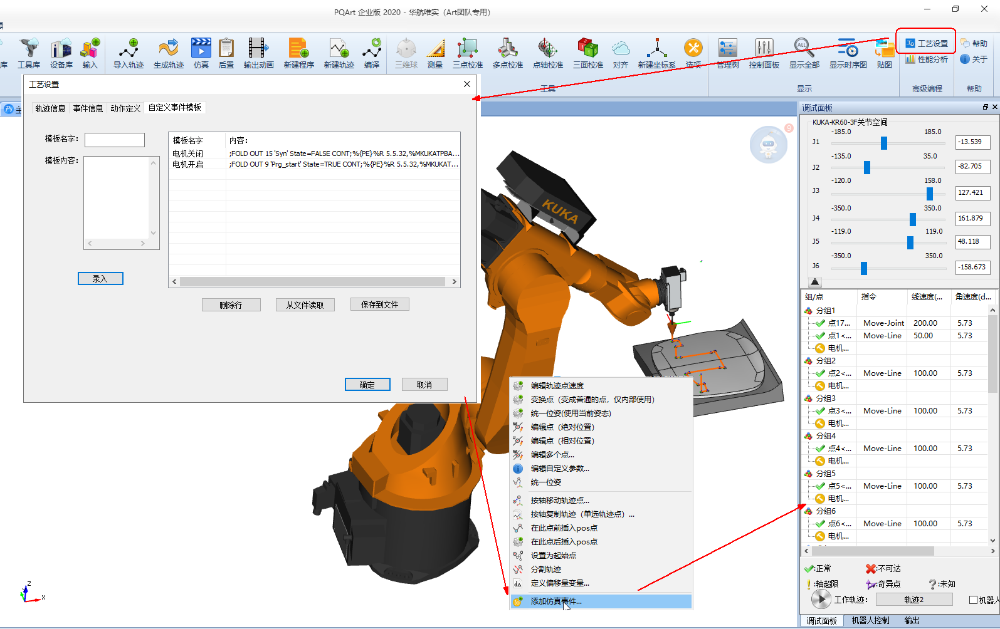 PQArt 企业版 2020 - 华航唯实（Art团队专用）
辑
库 工具库 设备库 输入 导入轨迹 生成轨迹 仿真 后置 输出动画 新建程序 新建轨迹 编译 三维球 测量 三点校准 多点校准 点轴校准 三面校准 对齐 新建坐标系 选项 管理树 控制面板 显示全部 显示时序图 贴图
工艺设置 帮助
性能分析 关于
工具 显示 高级编程 帮助
主
工艺设置
轨迹信息 事件信息 动作定义 自定义事件模板
模板名字：
模板内容：
模板名字 内容：
电机关闭 ;FOLD OUT 15 'Syn' State=FALSE CONT;%{PE}%R 5.5.32,%MKUKATPBA...
电机开启 ;FOLD OUT 9 'Prg_start' State=TRUE CONT;%{PE}%R 5.5.32,%MKUKAT...
录入
删除行 从文件读取 保存到文件
确定 取消
KUKA
9
Z
X
编辑轨迹点速度
变换点（变成普通的点，仅内部使用）
统一位姿(使用当前姿态)
编辑点（绝对位置）
编辑点（相对位置）
编辑多个点...
编辑自定义参数...
统一位姿
按轴移动轨迹点...
按轴复制轨迹（单选轨迹点）...
在此点前插入pos点
在此点后插入pos点
设置为起始点
分割轨迹
定义偏移量变量...
添加仿真事件...
调试面板
KUKA-KR60-3F关节空间
-185.0 185.0
J1 -13.539
-135.0 35.0
J2 -82.705
-120.0 158.0
J3 127.421
-350.0 350.0
J4 161.879
-119.0 119.0
J5 48.118
-350.0 350.0
J6 -158.673
组/点 指令 线速度(... 角速度(d...
分组1
点17... Move-Joint 200.00 5.73
点1<... Move-Line 50.00 5.73
电机...
分组2
点2<... Move-Line 100.00 5.73
电机...
分组3
点3<... Move-Line 100.00 5.73
电机...
分组4
点4<... Move-Line 100.00 5.73
电机...
分组5
点5<... Move-Line 100.00 5.73
电机...
分组6
点6<... Move-Line 100.00 5.73
电机...
:正常 :不可达
:轴超限 :奇异点 :未知
工作轨迹： 轨迹2 机器人
调试面板 机器人控制 输出